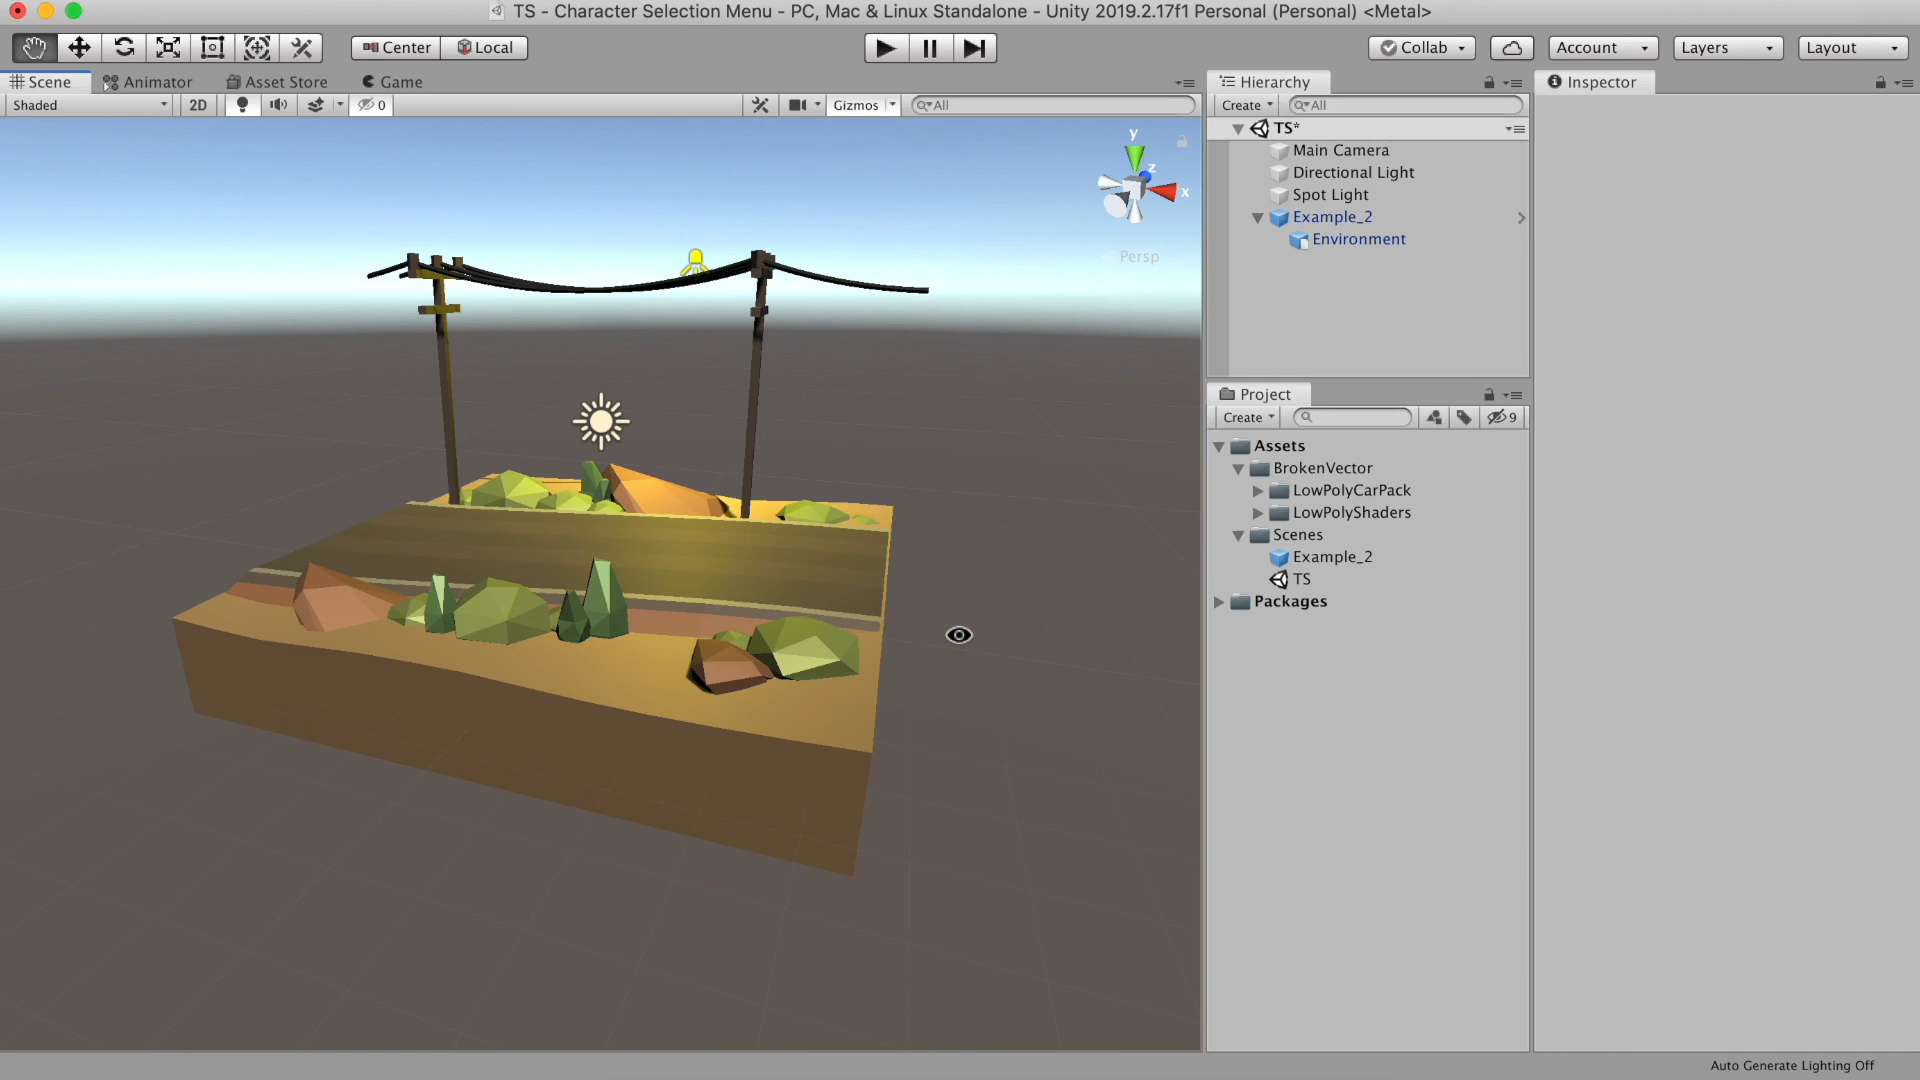 TS - Character Selection Menu - PC, Mac & Linux Standalone - Unity 2019.2.17f1 Personal (Personal) <Metal>
Center Local Collab Account Layers Layout
Scene Animator Asset Store Game
Shaded 2D 0 Gizmos All
y
z
x
Persp
Hierarchy
Create All
TS*
Main Camera
Directional Light
Spot Light
Example_2
Environment
Project
Create 9
Assets
BrokenVector
LowPolyCarPack
LowPolyShaders
Scenes
Example_2
TS
Packages
Inspector
Auto Generate Lighting Off